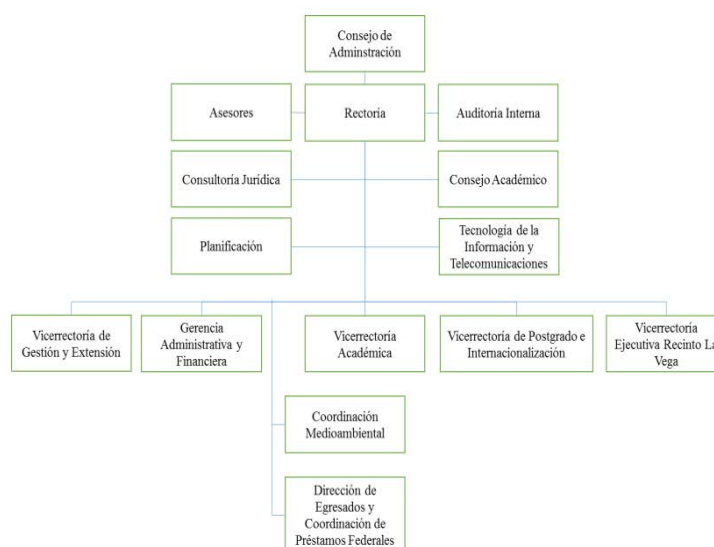 Consejo de
Adminstración
Asesores
Rectoría
Auditoría Interna
Consultoría Jurídica
Consejo Académico
Planificación
Tecnología de la
Información y
Telecomunicaciones
Vicerrectoría de
Gestión y Extensión
Gerencia
Administrativa y
Financiera
Vicerrectoría
Académica
Vicerrectoría de Postgrado e
Internacionalización
Vicerrectoría
Ejecutiva Recinto La
Vega
Coordinación
Medioambiental
Dirección de
Egresados y
Coordinación de
Préstamos Federales